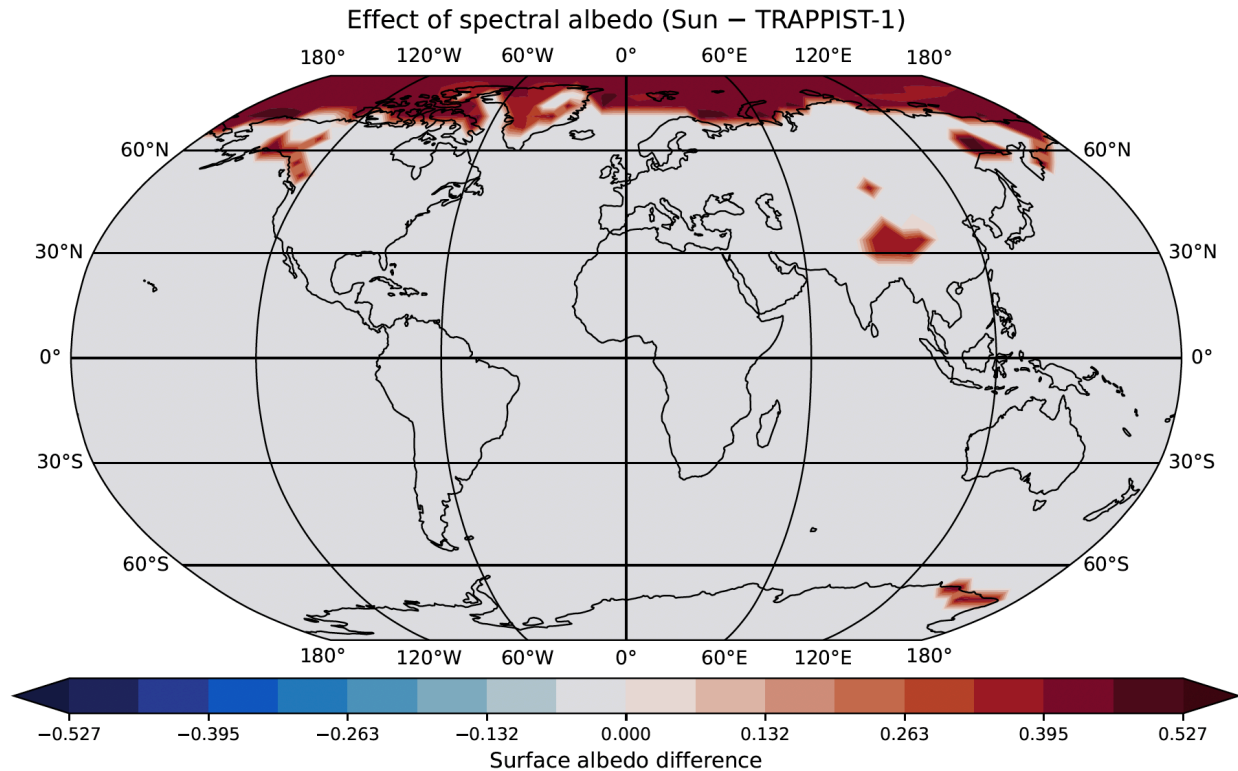 Effect of spectral albedo (Sun − TRAPPIST-1)
180° 120°W 60°W 0° 60°E 120°E 180°
60°N 60°N
30°N 30°N
0° 0°
30°S 30°S
60°S 60°S
180° 120°W 60°W 0° 60°E 120°E 180°
−0.527 −0.395 −0.263 −0.132 0.000 0.132 0.263 0.395 0.527
Surface albedo difference